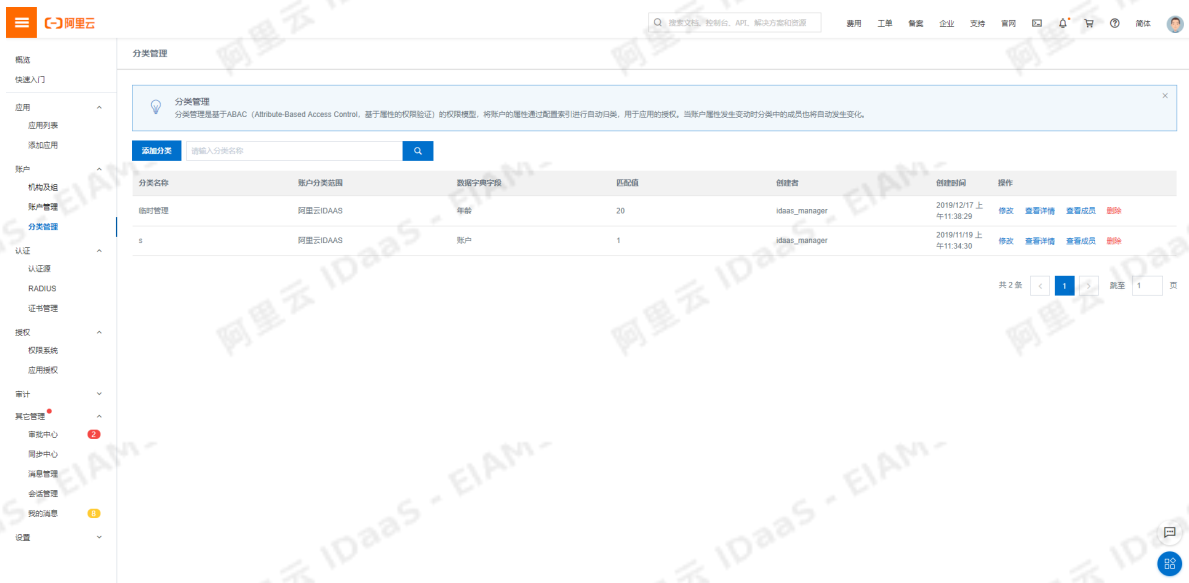 阿里云
搜索文档、控制台、API、解决方案和资源
费用 工单 备案 企业 支持 官网 简体
概览
快速入门
应用
应用列表
添加应用
账户
机构及组
账户管理
分类管理
认证
认证源
RADIUS
证书管理
授权
权限系统
应用授权
审计
其它管理
审批中心 2
同步中心
消息管理
会话管理
我的消息 8
设置
分类管理
分类管理
分类管理是基于ABAC（Attribute-Based Access Control，基于属性的权限验证）的权限模型，将账户的属性通过配置索引进行自动归类，用于应用的授权。当账户属性发生变动时分类中的成员也将自动发生变化。
添加分类 请输入分类名称
分类名称 账户分类范围 数据字典字段 匹配值 创建者 创建时间 操作
临时管理 阿里云IDAAS 年龄 20 idaas_manager 2019/12/17 上午11:38:29 修改 查看详情 查看成员 删除
s 阿里云IDAAS 账户 1 idaas_manager 2019/11/19 上午11:34:30 修改 查看详情 查看成员 删除
共 2 条 < 1 > 跳至 1 页
阿里云 IDaaS - EIAM-